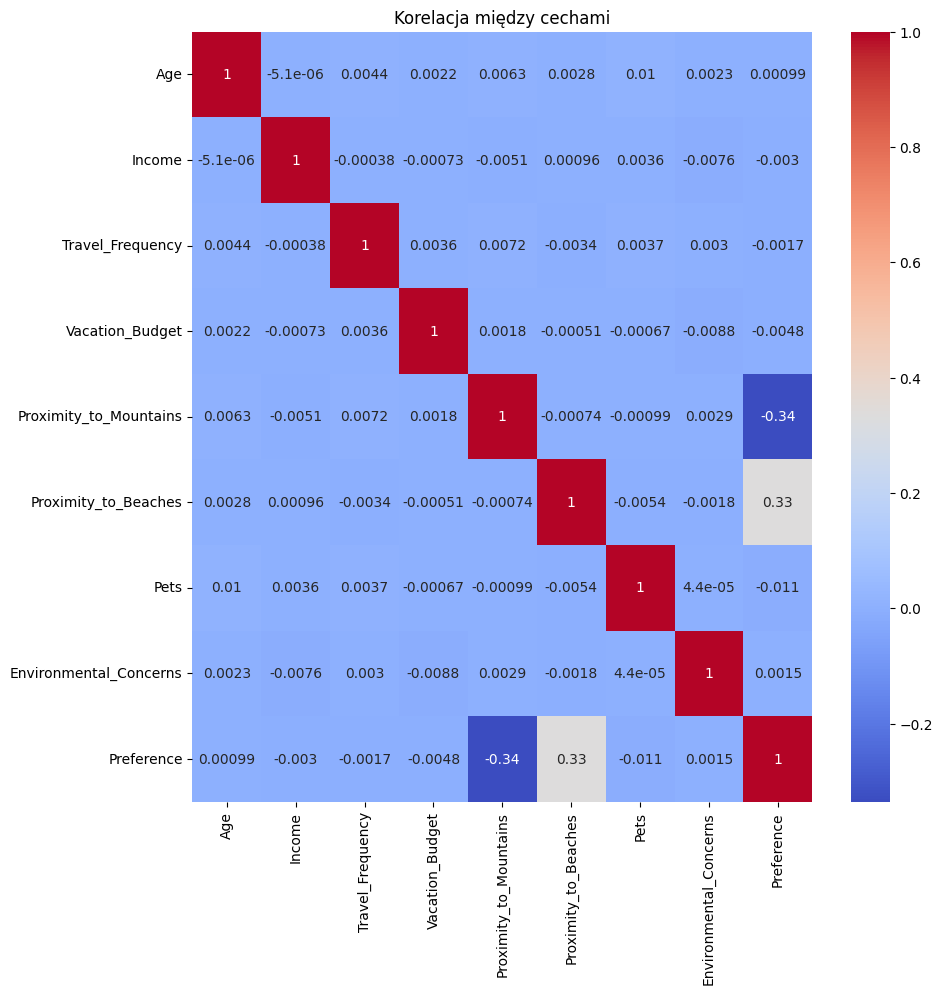 Korelacja między cechami
Age 1 -5.1e-06 0.0044 0.0022 0.0063 0.0028 0.01 0.0023 0.00099
Income -5.1e-06 1 -0.00038 -0.00073 -0.0051 0.00096 0.0036 -0.0076 -0.003
Travel_Frequency 0.0044 -0.00038 1 0.0036 0.0072 -0.0034 0.0037 0.003 -0.0017
Vacation_Budget 0.0022 -0.00073 0.0036 1 0.0018 -0.00051 -0.00067 -0.0088 -0.0048
Proximity_to_Mountains 0.0063 -0.0051 0.0072 0.0018 1 -0.00074 -0.00099 0.0029 -0.34
Proximity_to_Beaches 0.0028 0.00096 -0.0034 -0.00051 -0.00074 1 -0.0054 -0.0018 0.33
Pets 0.01 0.0036 0.0037 -0.00067 -0.00099 -0.0054 1 4.4e-05 -0.011
Environmental_Concerns 0.0023 -0.0076 0.003 -0.0088 0.0029 -0.0018 4.4e-05 1 0.0015
Preference 0.00099 -0.003 -0.0017 -0.0048 -0.34 0.33 -0.011 0.0015 1
Age
Income
Travel_Frequency
Vacation_Budget
Proximity_to_Mountains
Proximity_to_Beaches
Pets
Environmental_Concerns
Preference
1.0
0.8
0.6
0.4
0.2
0.0
−0.2